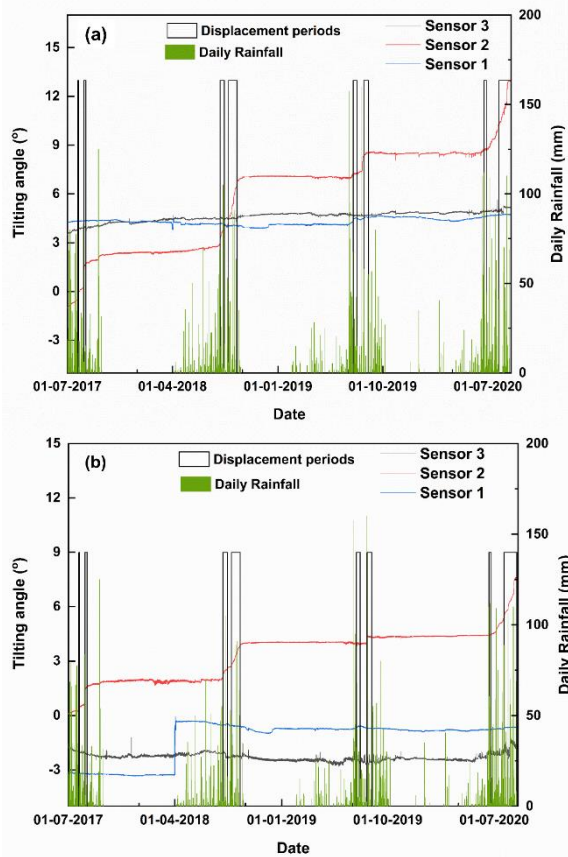 (a)
Displacement periods
Daily Rainfall
Sensor 3
Sensor 2
Sensor 1
Tilting angle (°)
15
12
9
6
3
0
-3
200
150
100
50
0
Daily Rainfall (mm)
01-07-2017 01-04-2018 01-01-2019 01-10-2019 01-07-2020
Date
(b)
Displacement periods
Daily Rainfall
Sensor 3
Sensor 2
Sensor 1
Tilting angle (°)
15
12
9
6
3
0
-3
200
150
100
50
0
Daily Rainfall (mm)
01-07-2017 01-04-2018 01-01-2019 01-10-2019 01-07-2020
Date